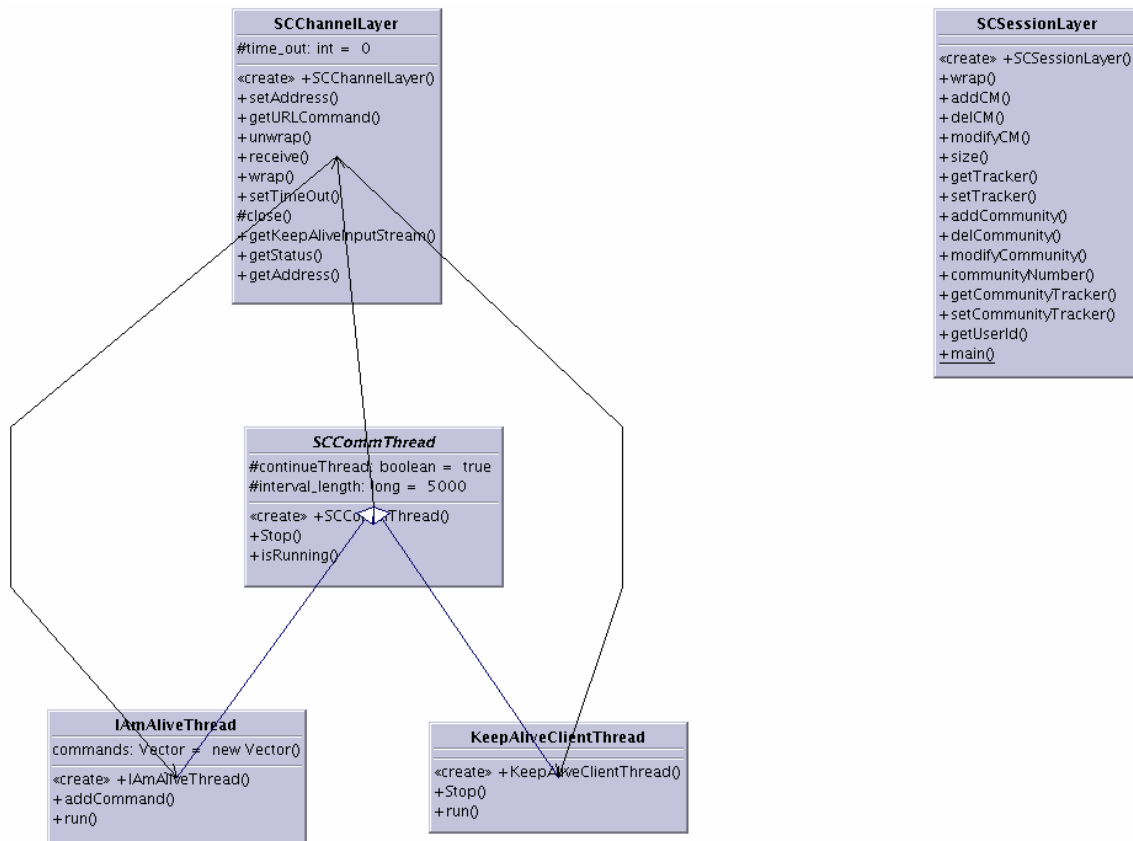 SCChannelLayer
#time_out: int = 0
«create» +SCChannelLayer()
+setAddress()
+getURLCommand()
+unwrap()
+receive()
+wrap()
+setTimeOut()
#close()
+getKeepAliveInputStream()
+getStatus()
+getAddress()
SCSessionLayer
«create» +SCSessionLayer()
+wrap()
+addCM()
+delCM()
+modifyCM()
+size()
+getTracker()
+setTracker()
+addCommunity()
+delCommunity()
+modifyCommunity()
+communityNumber()
+getCommunityTracker()
+setCommunityTracker()
+getUserId()
+main()
SCCommThread
#continueThread: boolean = true
#interval_length: long = 5000
«create» +SCCommThread()
+Stop()
+isRunning()
IAmAliveThread
commands: Vector = new Vector()
«create» +IAmAliveThread()
+addCommand()
+run()
KeepAliveClientThread
«create» +KeepAliveClientThread()
+Stop()
+run()